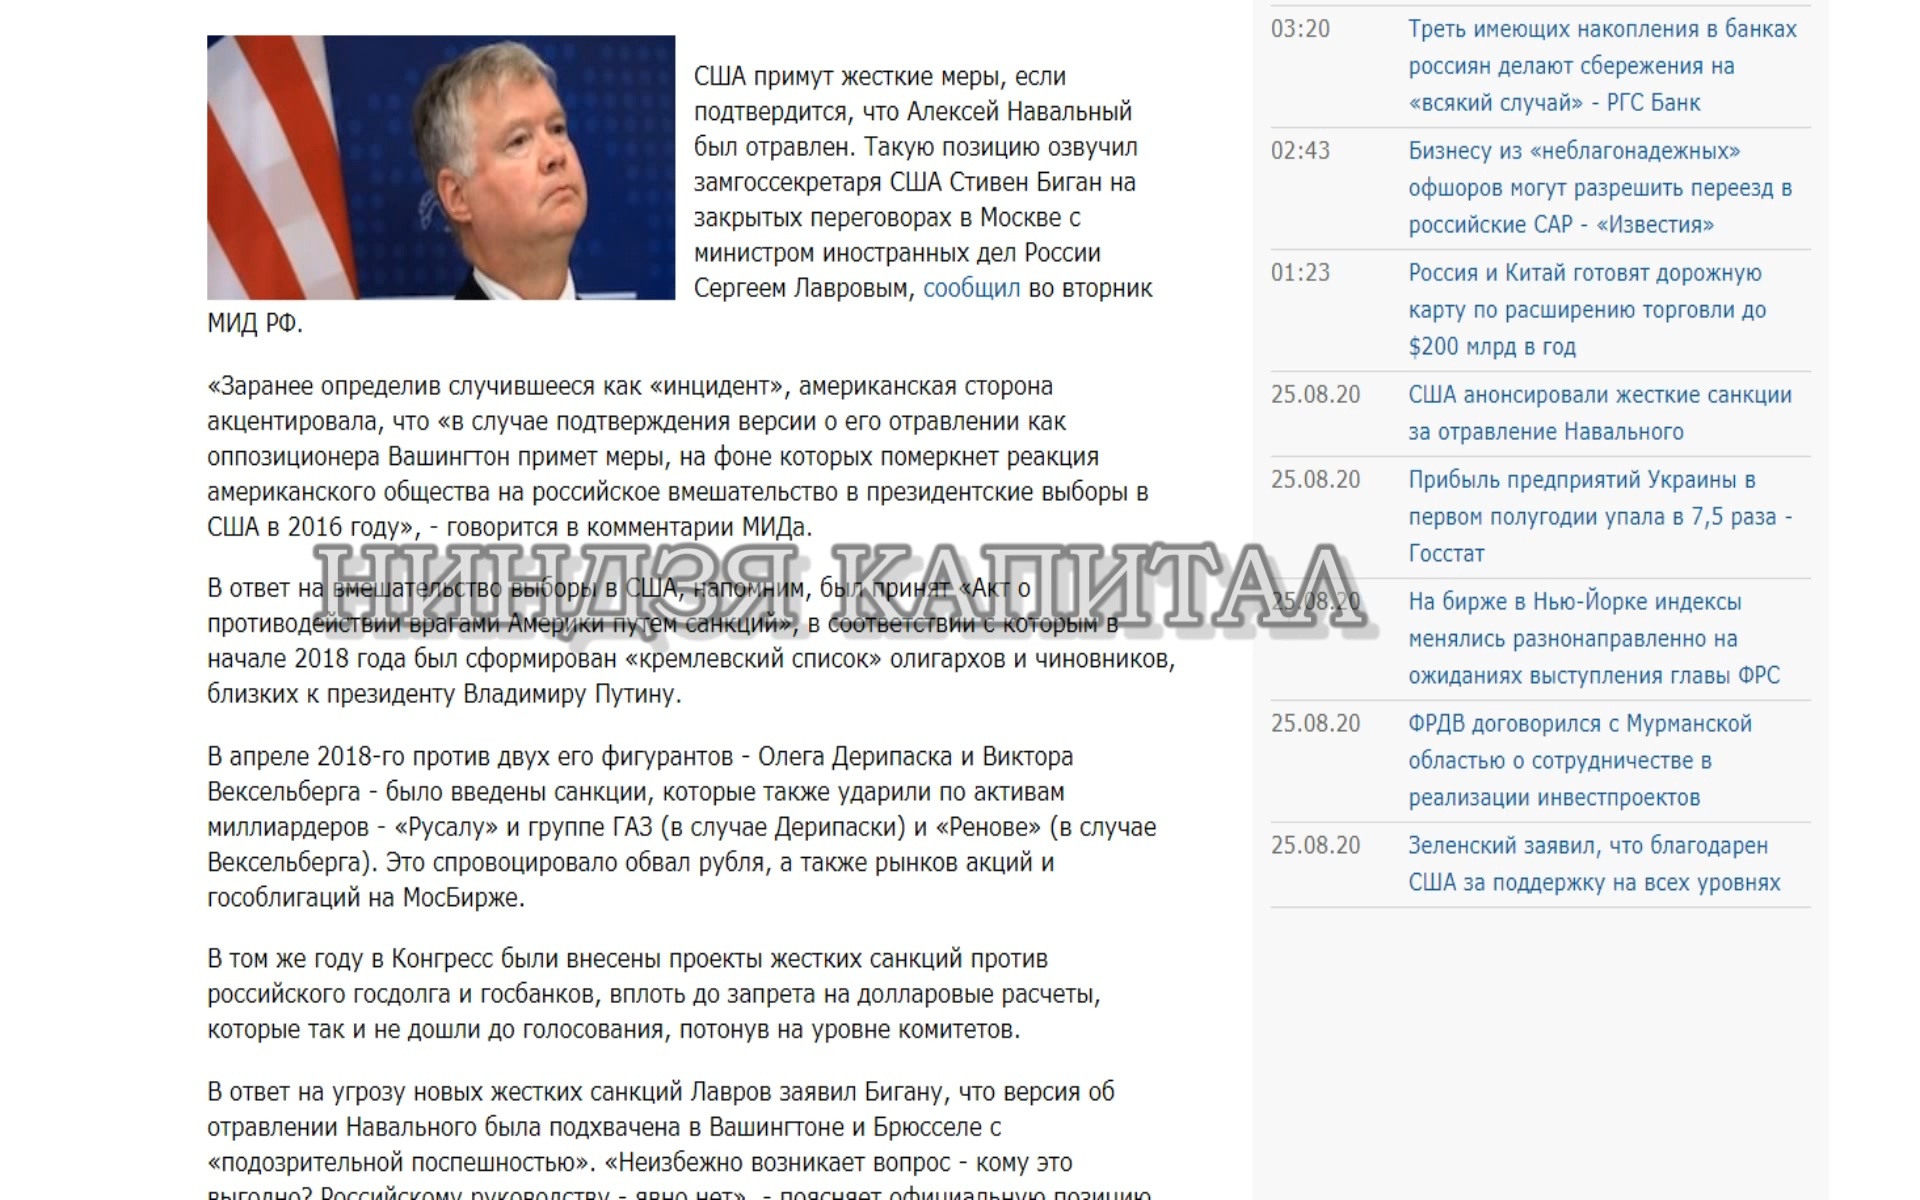 США примут жесткие меры, если
подтвердится, что Алексей Навальный
был отравлен. Такую позицию озвучил
замгоссекретаря США Стивен Биган на
закрытых переговорах в Москве с
министром иностранных дел России
Сергеем Лавровым, сообщил во вторник
МИД РФ.
«Заранее определив случившееся как «инцидент», американская сторона
акцентировала, что «в случае подтверждения версии о его отравлении как
оппозиционера Вашингтон примет меры, на фоне которых померкнет реакция
американского общества на российское вмешательство в президентские выборы в
США в 2016 году», - говорится в комментарии МИДа.
НИНДЗЯ КАПИТАЛ
В ответ на вмешательство выборы в США, напомним, был принят «Акт о
противодействии врагами Америки путем санкций», в соответствии с которым в
начале 2018 года был сформирован «кремлевский список» олигархов и чиновников,
близких к президенту Владимиру Путину.
В апреле 2018-го против двух его фигурантов - Олега Дерипаска и Виктора
Вексельберга - было введены санкции, которые также ударили по активам
миллиардеров - «Русалу» и группе ГАЗ (в случае Дерипаски) и «Ренове» (в случае
Вексельберга). Это спровоцировало обвал рубля, а также рынков акций и
гособлигаций на МосБирже.
В том же году в Конгресс были внесены проекты жестких санкций против
российского госдолга и госбанков, вплоть до запрета на долларовые расчеты,
которые так и не дошли до голосования, потонув на уровне комитетов.
В ответ на угрозу новых жестких санкций Лавров заявил Бигану, что версия об
отравлении Навального была подхвачена в Вашингтоне и Брюсселе с
«подозрительной поспешностью». «Неизбежно возникает вопрос - кому это
выгодно? Российскому руководству - явно нет», - поясняет официальную позицию
03:20 Треть имеющих накопления в банках
россиян делают сбережения на
«всякий случай» - РГС Банк
02:43 Бизнесу из «неблагонадежных»
офшоров могут разрешить переезд в
российские САР - «Известия»
01:23 Россия и Китай готовят дорожную
карту по расширению торговли до
$200 млрд в год
25.08.20 США анонсировали жесткие санкции
за отравление Навального
25.08.20 Прибыль предприятий Украины в
первом полугодии упала в 7,5 раза -
Госстат
25.08.20 На бирже в Нью-Йорке индексы
менялись разнонаправленно на
ожиданиях выступления главы ФРС
25.08.20 ФРДВ договорился с Мурманской
областью о сотрудничестве в
реализации инвестпроектов
25.08.20 Зеленский заявил, что благодарен
США за поддержку на всех уровнях